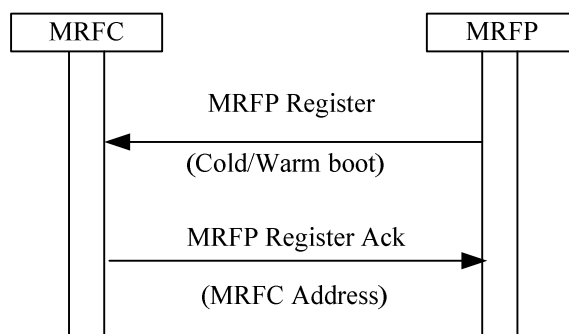 MRFC
MRFP
MRFP Register
(Cold/Warm boot)
MRFP Register Ack
(MRFC Address)